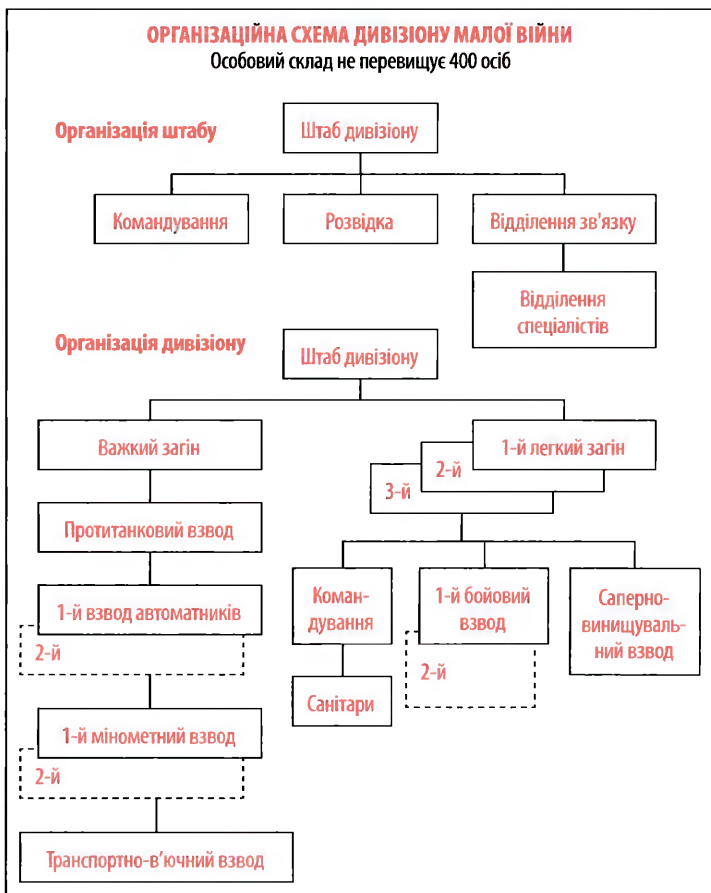 ОРГАНІЗАЦІЙНА СХЕМА ДИВІЗІОНУ МАЛОЇ ВІЙНИ
Особовий склад не перевищує 400 осіб
Організація штабу
Штаб дивізіону
Командування
Розвідка
Відділення зв'язку
Відділення
спеціалістів
Організація дивізіону
Штаб дивізіону
Важкий загін
1-й легкий загін
2-й
3-й
Протитанковий взвод
1-й взвод автоматників
2-й
1-й мінометний взвод
2-й
Транспортно-в'ючний взвод
Коман-
дування
Санітари
1-й бойовий
взвод
2-й
Саперно-
винищуваль-
ний взвод